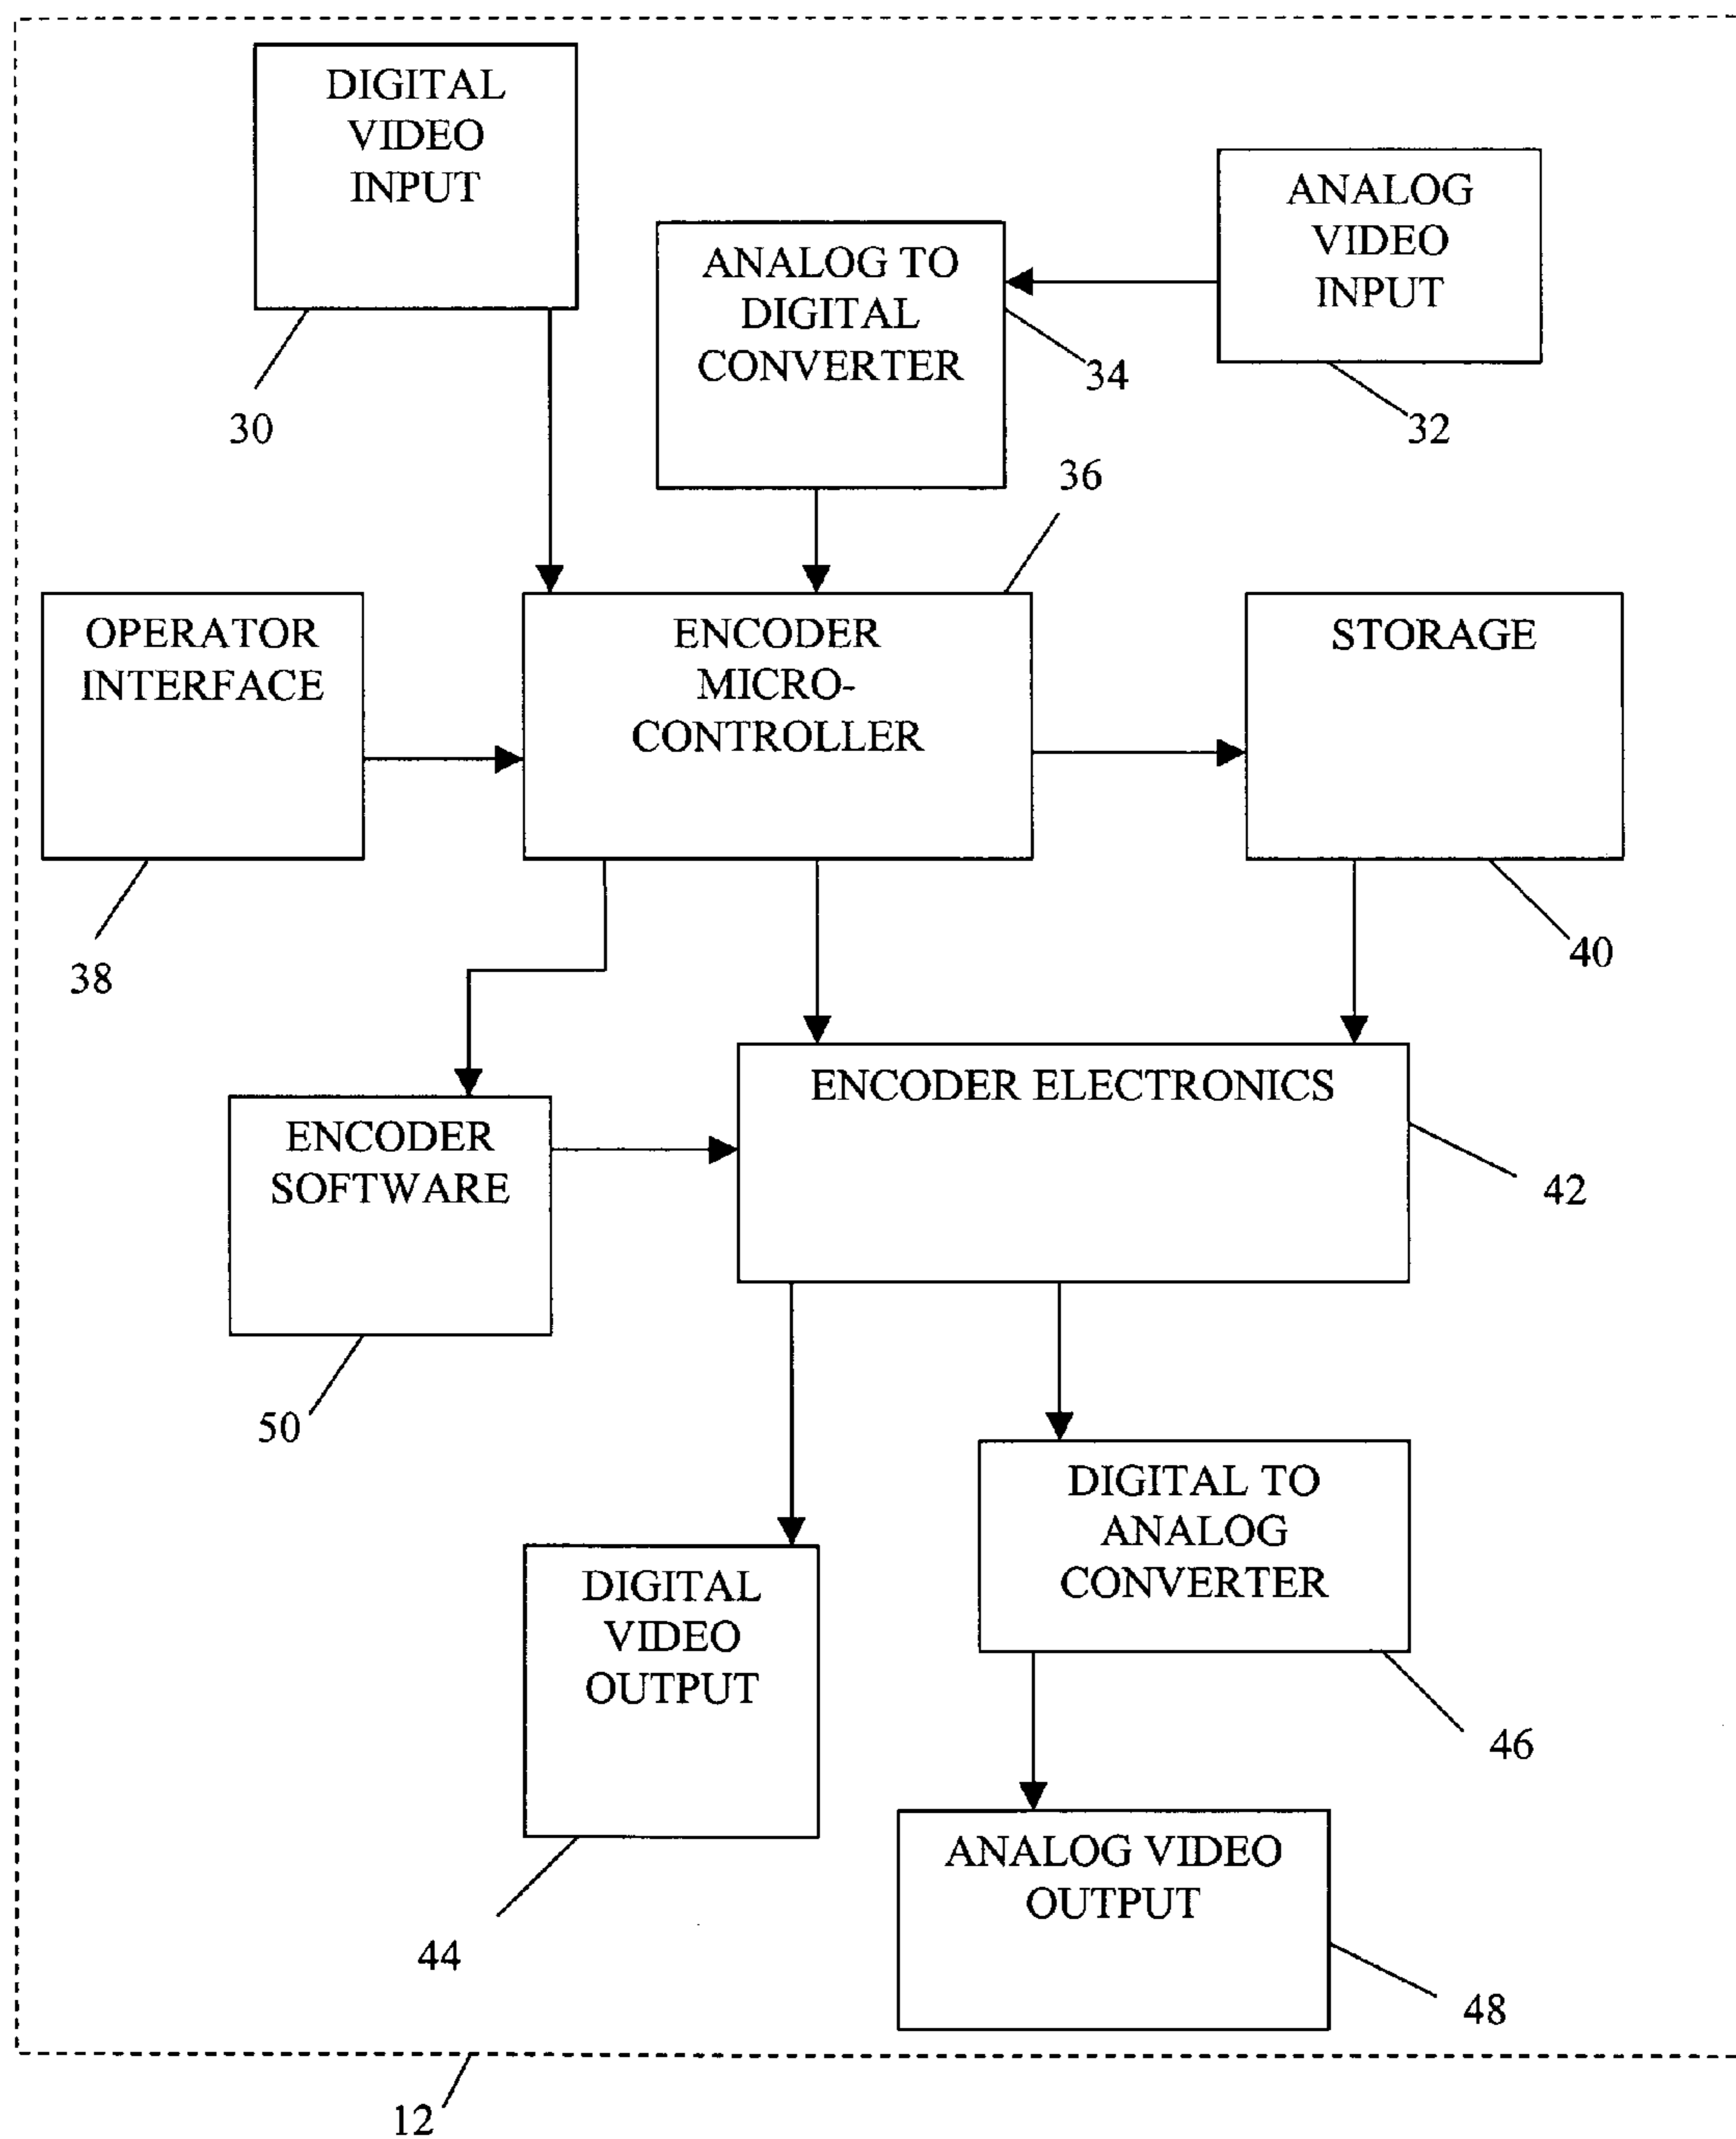 DIGITAL
VIDEO
INPUT
ANALOG
VIDEO
INPUT
ANALOG TO
DIGITAL
CONVERTER
34
32
30
36
OPERATOR
INTERFACE
ENCODER
MICRO-
CONTROLLER
STORAGE
38
40
ENCODER ELECTRONICS
ENCODER
SOFTWARE
42
50
DIGITAL TO
ANALOG
CONVERTER
DIGITAL
VIDEO
OUTPUT
46
ANALOG VIDEO
OUTPUT
44
48
12